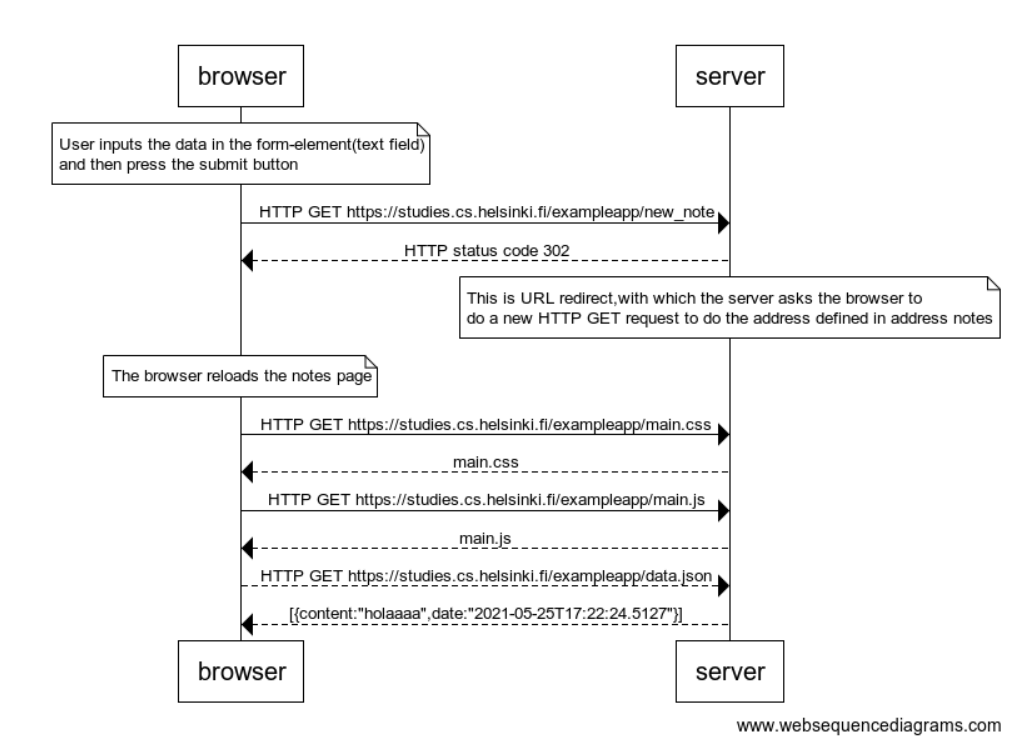 browser
server
User inputs the data in the form-element(text field)
and then press the submit button
HTTP GET https://studies.cs.helsinki.fi/exampleapp/new_note
HTTP status code 302
This is URL redirect,with which the server asks the browser to
do a new HTTP GET request to do the address defined in address notes
The browser reloads the notes page
HTTP GET https://studies.cs.helsinki.fi/exampleapp/main.css
main.css
HTTP GET https://studies.cs.helsinki.fi/exampleapp/main.js
main.js
HTTP GET https://studies.cs.helsinki.fi/exampleapp/data.json
[{content:"holaaaa",date:"2021-05-25T17:22:24.5127"}]
browser
server
www.websequencediagrams.com